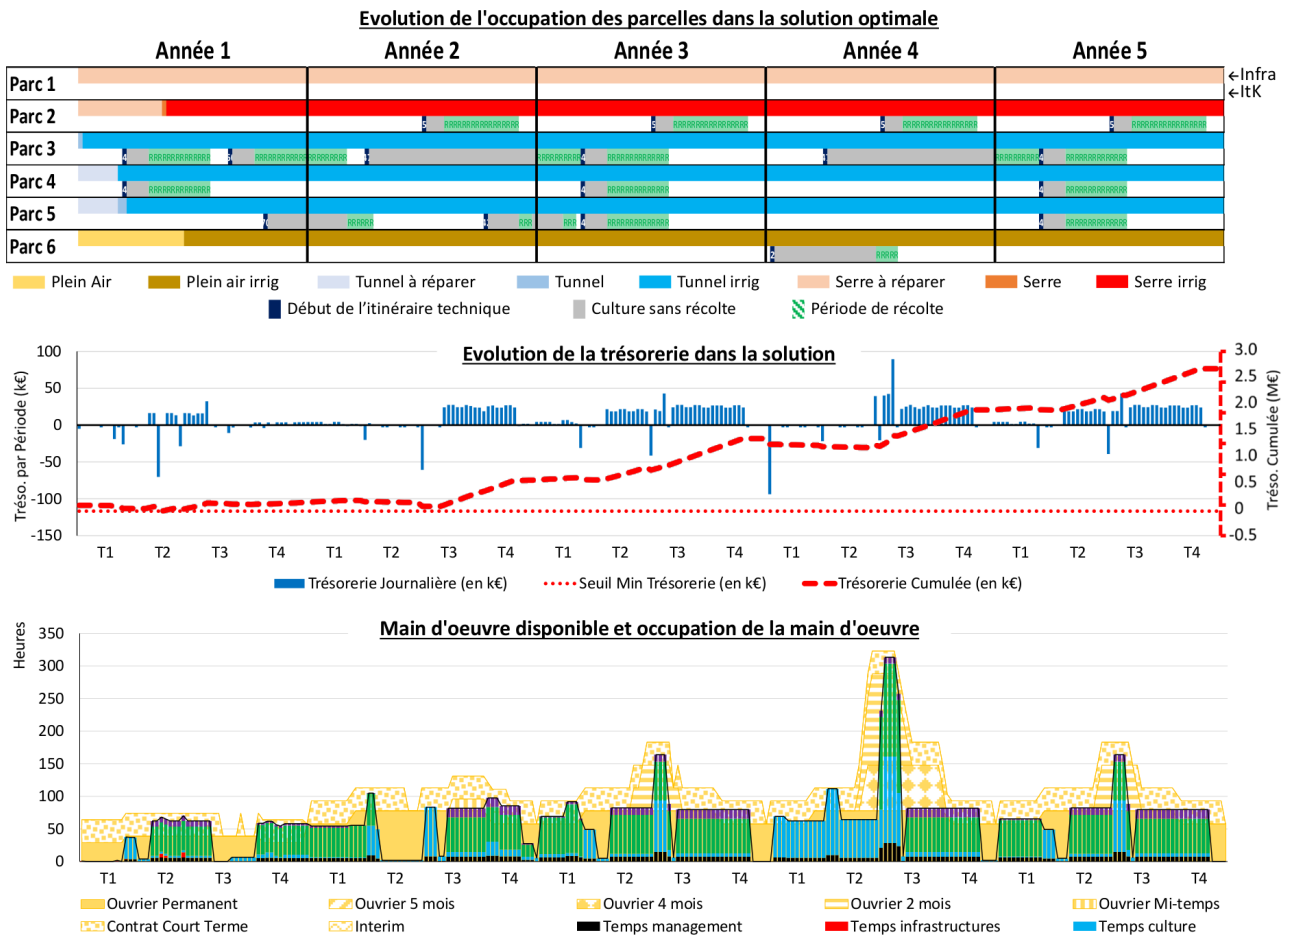 Evolution de l'occupation des parcelles dans la solution optimale
Année 1 Année 2 Année 3 Année 4 Année 5
Parc 1
←Infra
←ItK
Parc 2
5 RRRRRRRRRRRRRRRRR 5 RRRRRRRRRRRRRRRRR 5 RRRRRRRRRRRRRRRRR 5 RRRRRRRRRRRRRRRRR
Parc 3
Parc 4
Parc 5
Parc 6
Plein Air Plein air irrig Tunnel à réparer Tunnel Tunnel irrig Serre à réparer Serre Serre irrig
Début de l’itinéraire technique Culture sans récolte Période de récolte
Evolution de la trésorerie dans la solution
Tréso. par Période (k€)
100
50
0
-50
-100
-150
3.0
2.5
2.0
1.5
1.0
0.5
0
-0.5
Tréso. Cumulée (M€)
T1 T2 T3 T4 T1 T2 T3 T4 T1 T2 T3 T4 T1 T2 T3 T4 T1 T2 T3 T4
Trésorerie Journalière (en k€) Seuil Min Trésorerie (en k€) Trésorerie Cumulée (en k€)
Main d'oeuvre disponible et occupation de la main d'oeuvre
Heures
350
300
250
200
150
100
50
0
T1 T2 T3 T4 T1 T2 T3 T4 T1 T2 T3 T4 T1 T2 T3 T4 T1 T2 T3 T4
Ouvrier Permanent Ouvrier 5 mois Ouvrier 4 mois Ouvrier 2 mois Ouvrier Mi-temps
Contrat Court Terme Interim Temps management Temps infrastructures Temps culture